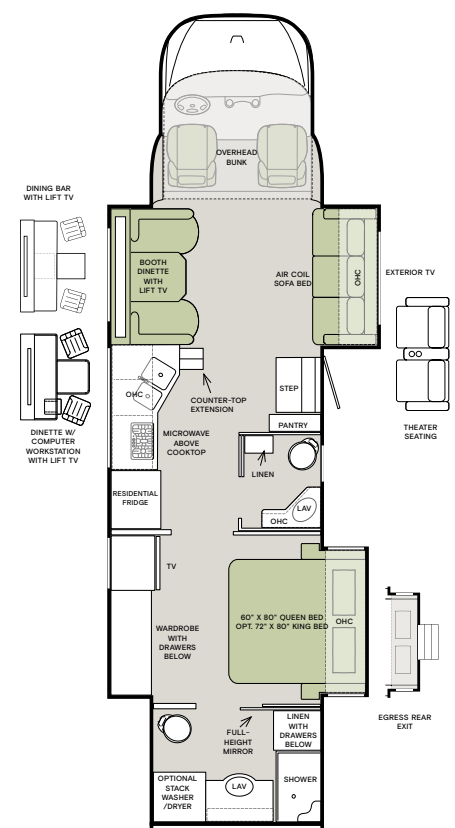 OVERHEAD
BUNK
DINING BAR
WITH LIFT TV
BOOTH
DINETTE
WITH
LIFT TV
AIR COIL
SOFA BED
OHC
EXTERIOR TV
OHC
COUNTER-TOP
EXTENSION
STEP
PANTRY
THEATER
SEATING
DINETTE W/
COMPUTER
WORKSTATION
WITH LIFT TV
MICROWAVE
ABOVE
COOKTOP
LINEN
RESIDENTIAL
FRIDGE
LAV
OHC
TV
60" X 80" QUEEN BED
OPT. 72" X 80" KING BED
OHC
WARDROBE
WITH
DRAWERS
BELOW
EGRESS REAR
EXIT
FULL-
HEIGHT
MIRROR
LINEN
WITH
DRAWERS
BELOW
OPTIONAL
STACK
WASHER
/DRYER
LAV
SHOWER